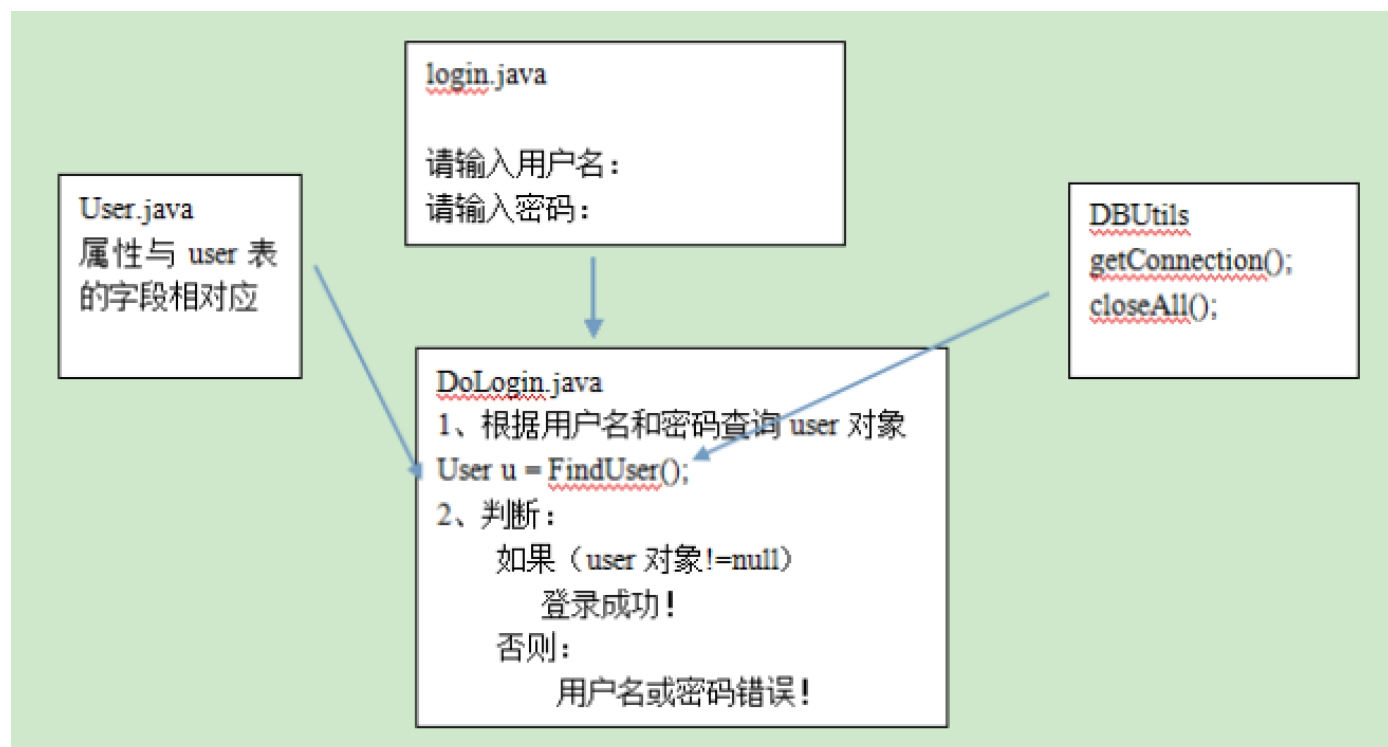 login.java
请输入用户名：
请输入密码：
User.java
属性与 user 表
的字段相对应
DBUtils
getConnection();
closeAll();
DoLogin.java
1、根据用户名和密码查询 user 对象
User u = FindUser();
2、判断：
如果（user 对象!=null）
登录成功！
否则：
用户名或密码错误！